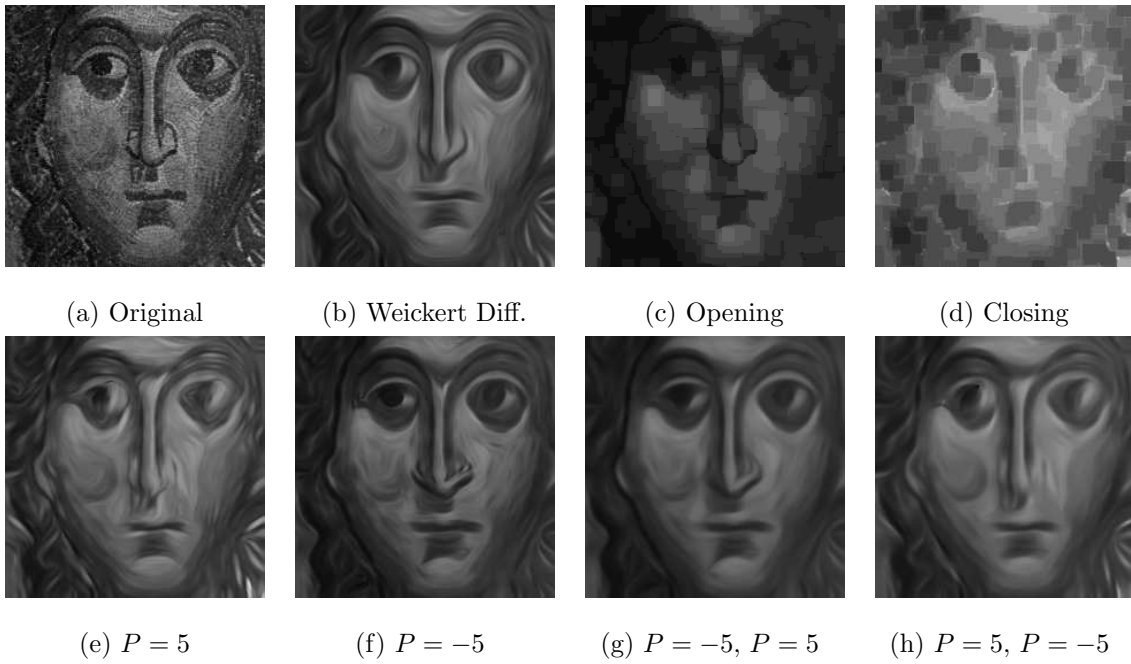 (a) Original
(b) Weickert Diff.
(c) Opening
(d) Closing
(e) P = 5
(f) P = −5
(g) P = −5, P = 5
(h) P = 5, P = −5